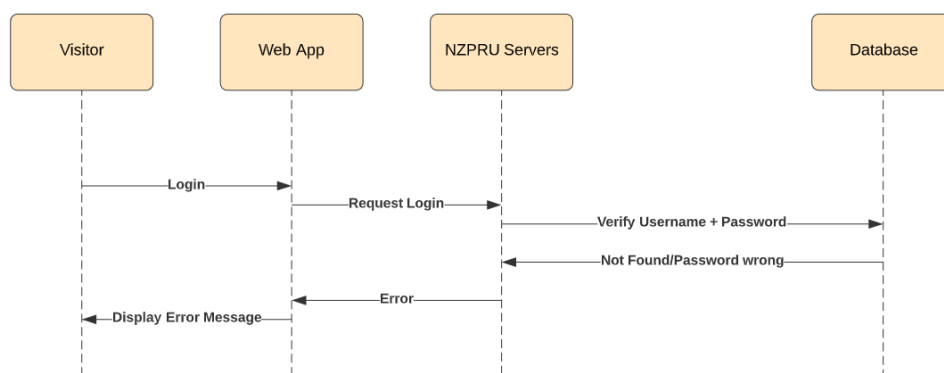 Visitor
Web App
NZPRU Servers
Database
Login
Request Login
Verify Username + Password
Not Found/Password wrong
Error
Display Error Message